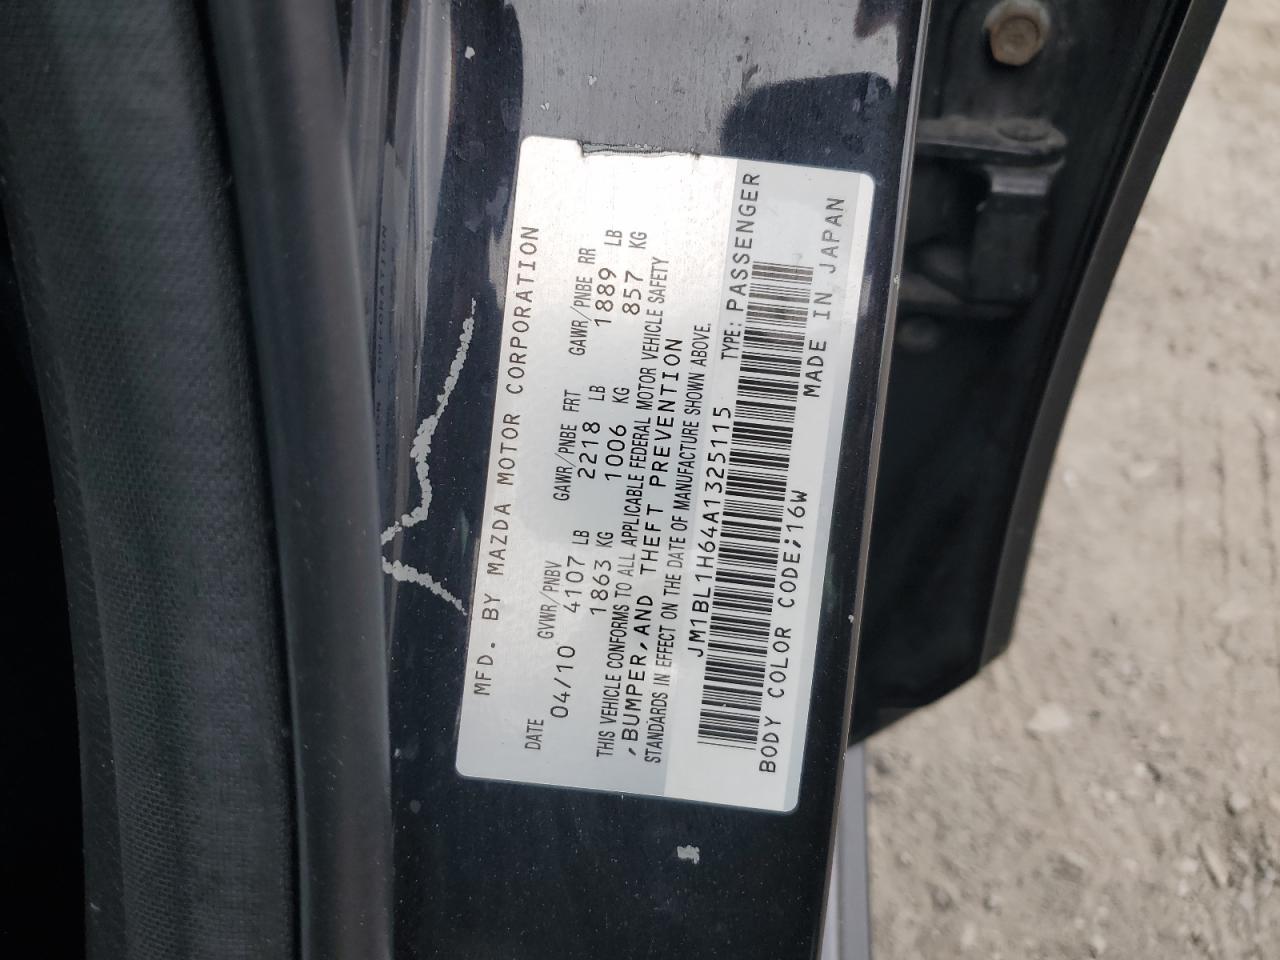 MFD. BY MAZDA MOTOR CORPORATION
DATE GVWR/PNBV GAWR/PNBE FRT GAWR/PNBE RR
04/10 4107 LB 2218 LB 1889 LB
1863 KG 1006 KG 857 KG
THIS VEHICLE CONFORMS TO ALL APPLICABLE FEDERAL MOTOR VEHICLE SAFETY
,BUMPER,AND THEFT PREVENTION
STANDARDS IN EFFECT ON THE DATE OF MANUFACTURE SHOWN ABOVE.
JM1BL1H64A1325115 TYPE: PASSENGER
BODY COLOR CODE;16W MADE IN JAPAN